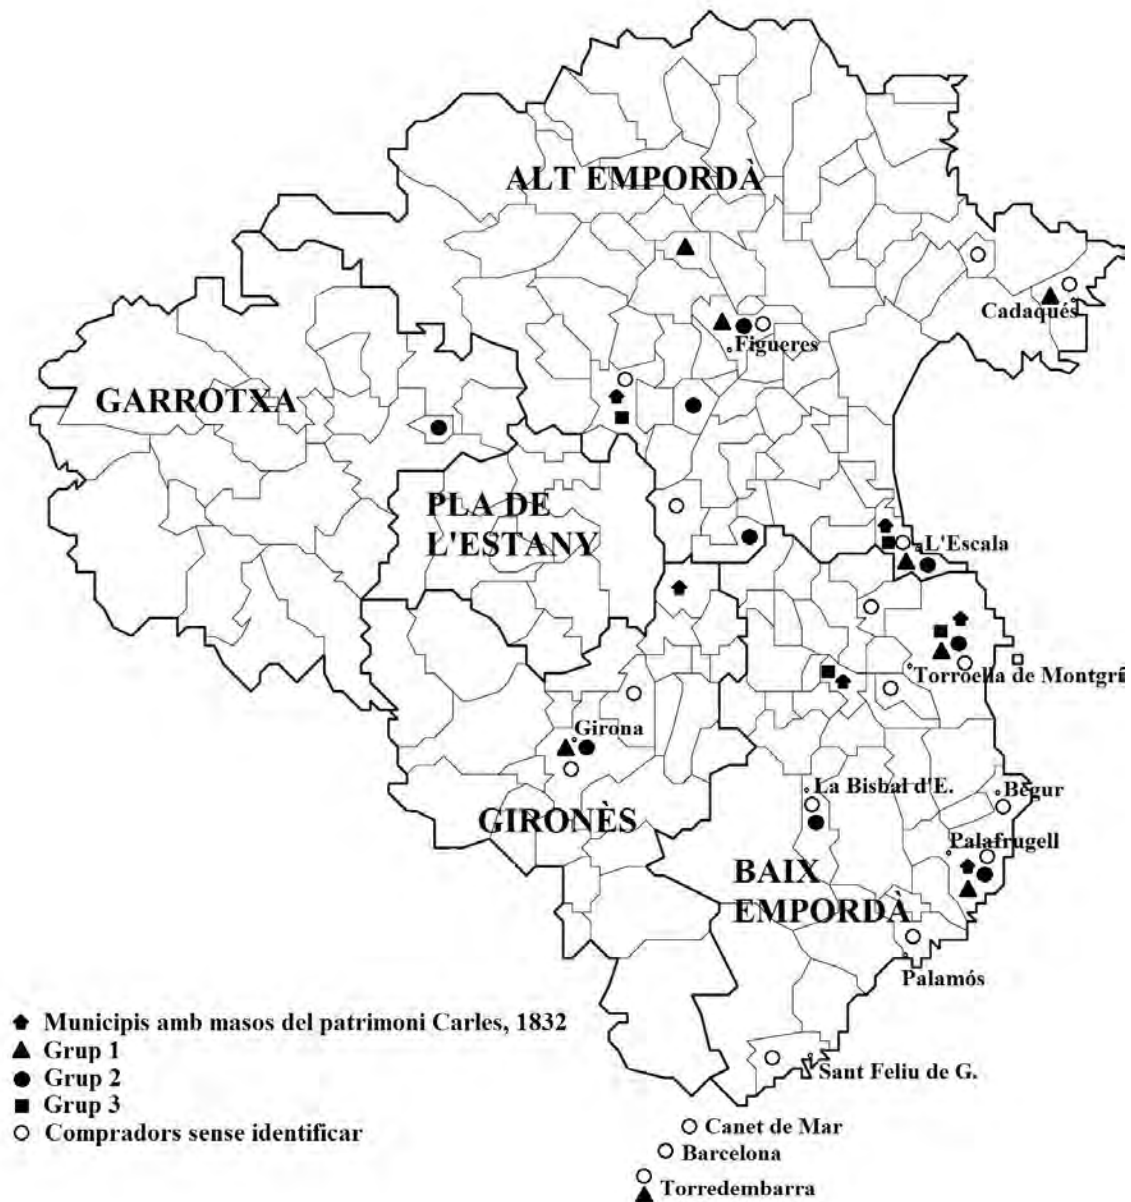 ALT EMPORDÀ
Cadaqués
Figueres
GARROTXA
PLA DE
L'ESTANY
L'Escala
Torroella de Montgrí
Girona
La Bisbal d'E.
Begur
GIRONÈS
Palafrugell
BAIX
EMPORDÀ
Palamós
Municipis amb masos del patrimoni Carles, 1832
Grup 1
Grup 2
Grup 3
Compradors sense identificar
Sant Feliu de G.
Canet de Mar
Barcelona
Torredembarra